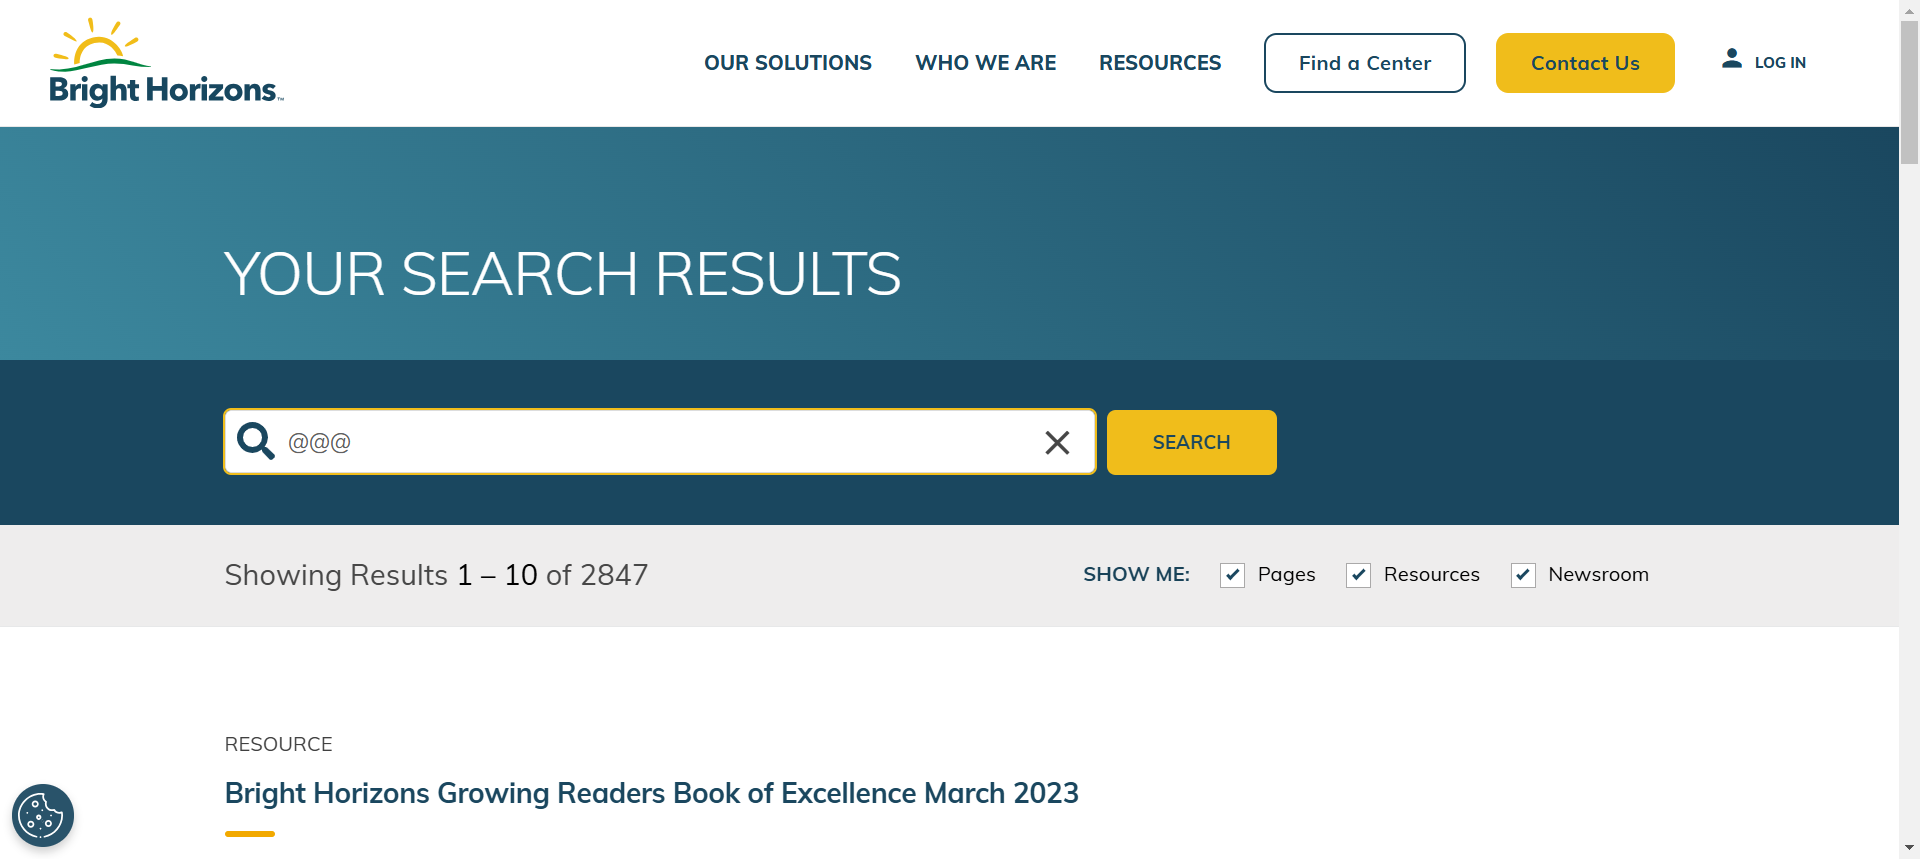 Bright Horizons™
OUR SOLUTIONS
WHO WE ARE
RESOURCES
Find a Center
Contact Us
LOG IN
YOUR SEARCH RESULTS
@@@
SEARCH
Showing Results 1 – 10 of 2847
SHOW ME:
Pages
Resources
Newsroom
RESOURCE
Bright Horizons Growing Readers Book of Excellence March 2023